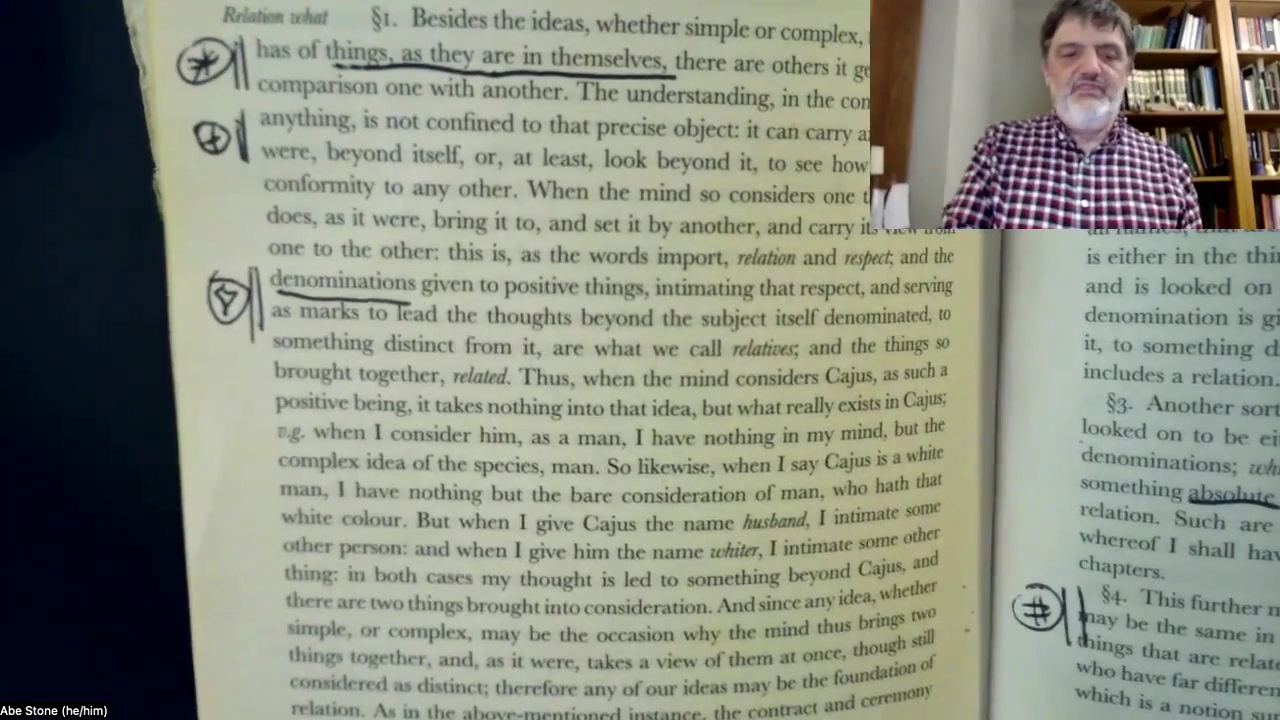 Relation what §1. Besides the ideas, whether simple or complex,
has of things, as they are in themselves, there are others it ge
comparison one with another. The understanding, in the con
anything, is not confined to that precise object: it can carry a
were, beyond itself, or, at least, look beyond it, to see how
conformity to any other. When the mind so considers one t
does, as it were, bring it to, and set it by another, and carry its view from
one to the other: this is, as the words import, relation and respect; and the
denominations given to positive things, intimating that respect, and serving
as marks to lead the thoughts beyond the subject itself denominated, to
something distinct from it, are what we call relatives; and the things so
brought together, related. Thus, when the mind considers Cajus, as such a
positive being, it takes nothing into that idea, but what really exists in Cajus;
v.g. when I consider him, as a man, I have nothing in my mind, but the
complex idea of the species, man. So likewise, when I say Cajus is a white
man, I have nothing but the bare consideration of man, who hath that
white colour. But when I give Cajus the name husband, I intimate some
other person: and when I give him the name whiter, I intimate some other
thing: in both cases my thought is led to something beyond Cajus, and
there are two things brought into consideration. And since any idea, whether
simple, or complex, may be the occasion why the mind thus brings two
things together, and, as it were, takes a view of them at once, though still
considered as distinct; therefore any of our ideas may be the foundation of
relation. As in the above-mentioned instance, the contract and ceremony
is either in the thi
and is looked on
denomination is gi
it, to something d
includes a relation.
§3. Another sort
looked on to be ei
denominations; whi
something absolute
relation. Such are
whereof I shall hav
chapters.
# §4. This further m
may be the same in
things that are relate
who have far differen
which is a notion su
Abe Stone (he/him)